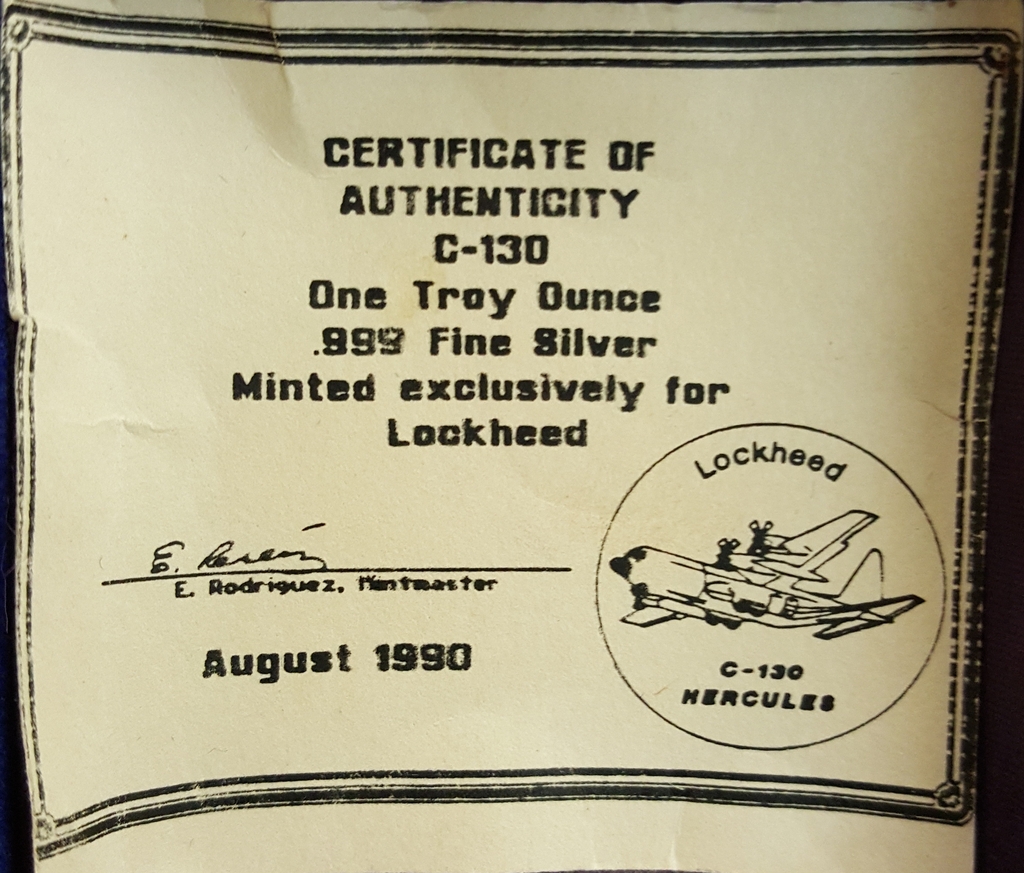 CERTIFICATE OF
AUTHENTICITY
C-130
One Troy Ounce
.999 Fine Silver
Minted exclusively for
Lockheed
E. Rodriguez, Mintmaster
August 1990
Lockheed
C-130
HERCULES